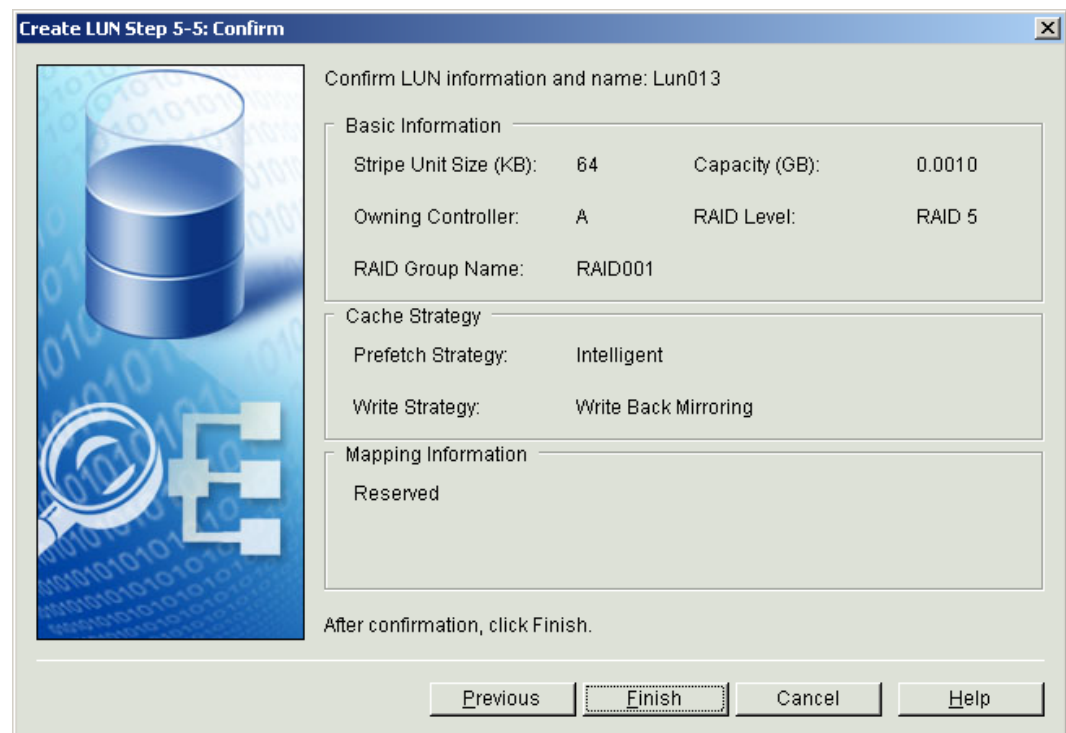 Create LUN Step 5-5: Confirm
Confirm LUN information and name: Lun013
Basic Information
Stripe Unit Size (KB): 64 Capacity (GB): 0.0010
Owning Controller: A RAID Level: RAID 5
RAID Group Name: RAID001
Cache Strategy
Prefetch Strategy: Intelligent
Write Strategy: Write Back Mirroring
Mapping Information
Reserved
After confirmation, click Finish.
Previous Finish Cancel Help